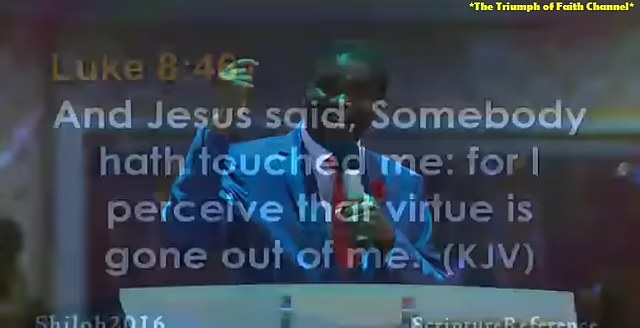 *The Triumph of Faith Channel*
Luke 8:46
And Jesus said, Somebody
hath touched me: for I
perceive that virtue is
gone out of me. (KJV)
Shiloh2016
ScriptureReference